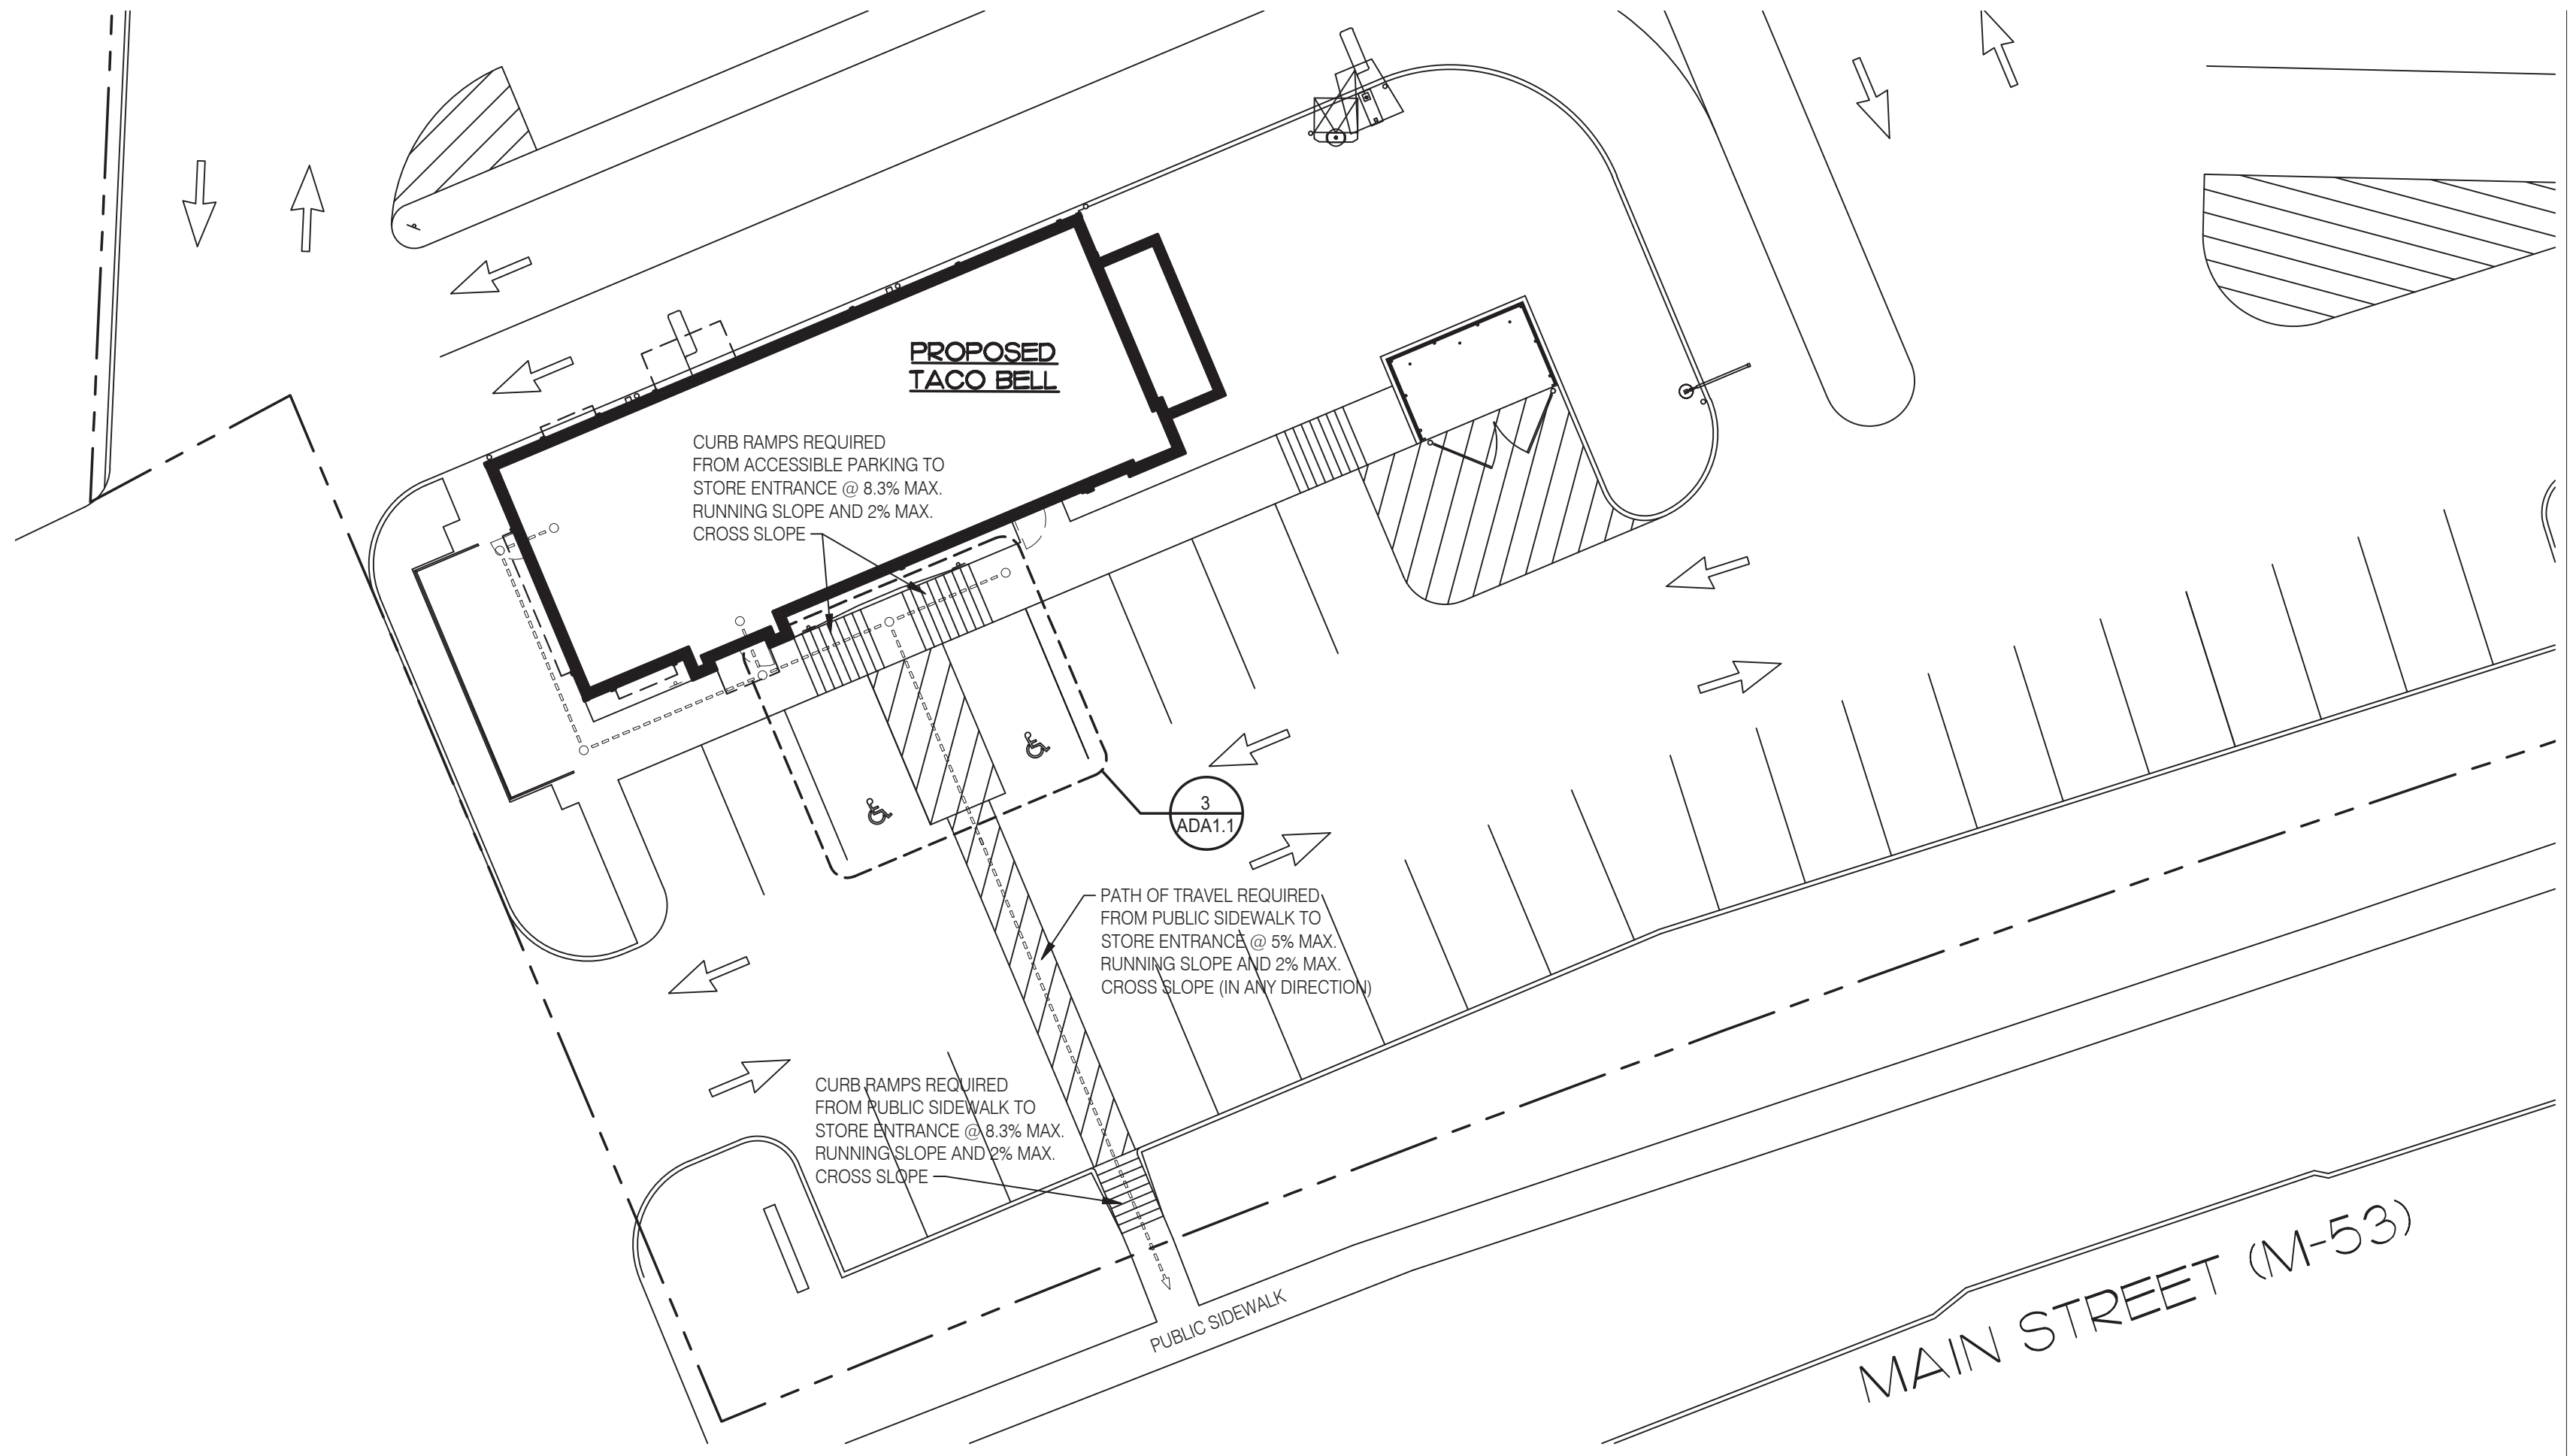 PROPOSED
TACO BELL
CURB RAMPS REQUIRED
FROM ACCESSIBLE PARKING TO
STORE ENTRANCE @ 8.3% MAX.
RUNNING SLOPE AND 2% MAX.
CROSS SLOPE
3
ADA1.1
PATH OF TRAVEL REQUIRED
FROM PUBLIC SIDEWALK TO
STORE ENTRANCE @ 5% MAX.
RUNNING SLOPE AND 2% MAX.
CROSS SLOPE (IN ANY DIRECTION)
CURB RAMPS REQUIRED
FROM PUBLIC SIDEWALK TO
STORE ENTRANCE @ 8.3% MAX.
RUNNING SLOPE AND 2% MAX.
CROSS SLOPE
PUBLIC SIDEWALK
MAIN STREET (M-53)